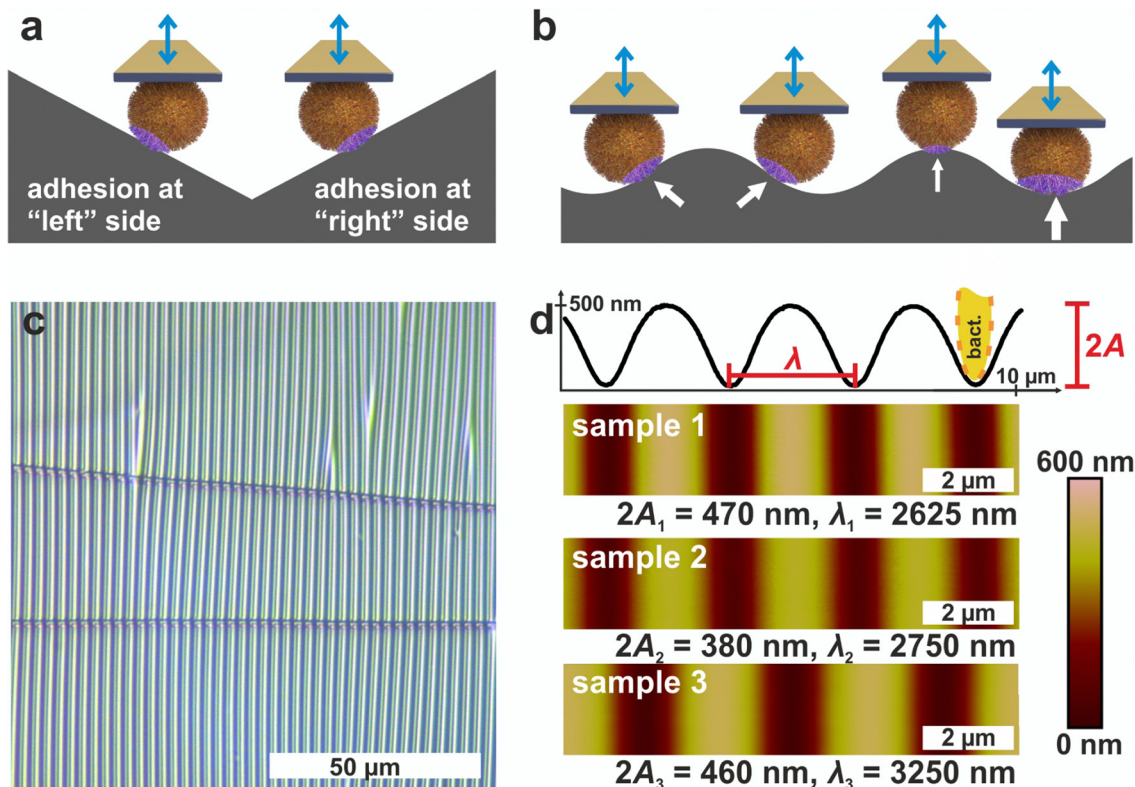 a
adhesion at
“left” side
adhesion at
“right” side
b
c
50 µm
d
500 nm
λ
bact.
2A
10 µm
sample 1
2 µm
2A₁ = 470 nm, λ₁ = 2625 nm
sample 2
2 µm
2A₂ = 380 nm, λ₂ = 2750 nm
sample 3
2 µm
2A₃ = 460 nm, λ₃ = 3250 nm
600 nm
0 nm